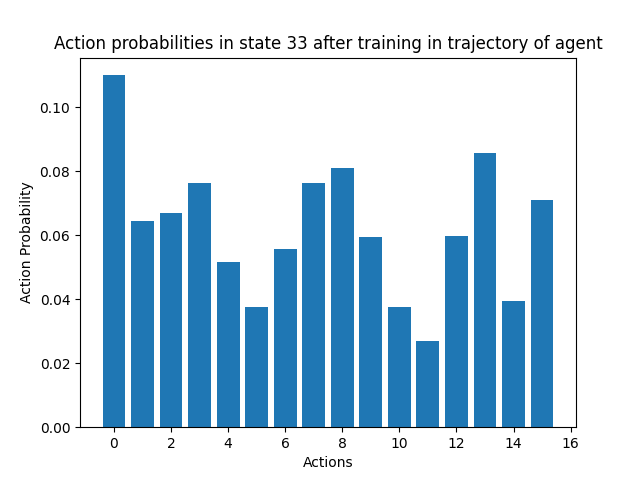 Action probabilities in state 33 after training in trajectory of agent
0.10
0.08
0.06
0.04
0.02
0.00
Action Probability
0 2 4 6 8 10 12 14 16
Actions